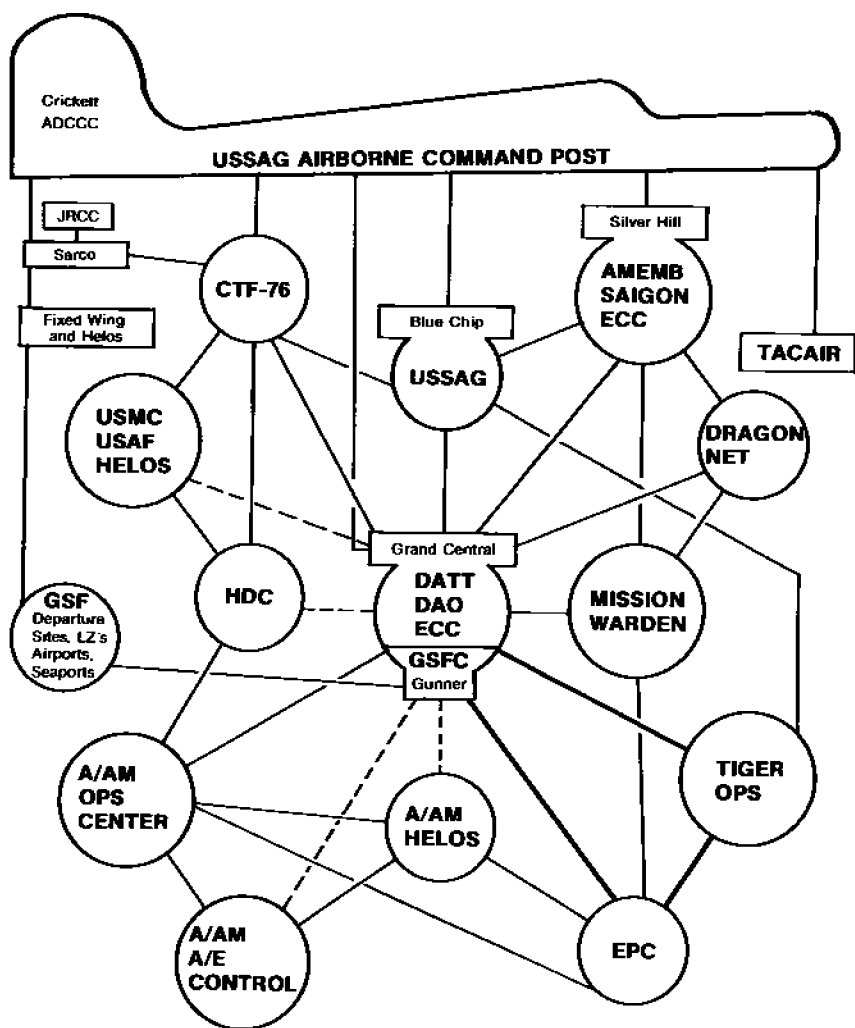 Crickett
ADCCC
USSAG AIRBORNE COMMAND POST
JRCC
Sarco
Silver Hill
CTF-76
AMEMB
SAIGON
ECC
Fixed Wing
and Helos
Blue Chip
USSAG
TACAIR
USMC
USAF
HELOS
DRAGON
NET
Grand Central
DATT
DAO
ECC
HDC
MISSION
WARDEN
GSF
Departure
Sites, LZ's
Airports,
Seaports
GSFC
Gunner
A/AM
OPS
CENTER
TIGER
OPS
A/AM
HELOS
A/AM
A/E
CONTROL
EPC